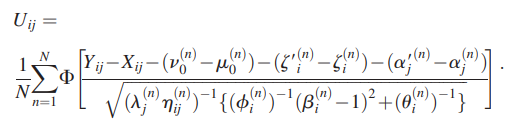 U_{ij} =
\frac{1}{N} \sum_{n=1}^{N} \Phi \left[ \frac{Y_{ij} - X_{ij} - (\nu_0^{(n)} - \mu_0^{(n)}) - (\zeta_i'^{(n)} - \zeta_i^{(n)}) - (\alpha_j'^{(n)} - \alpha_j^{(n)})}{\sqrt{(\lambda_j^{(n)} \eta_{ij}^{(n)})^{-1} \{ (\phi_i^{(n)})^{-1} (\beta_i^{(n)} - 1)^2 + (\theta_i^{(n)})^{-1} \}}} \right].